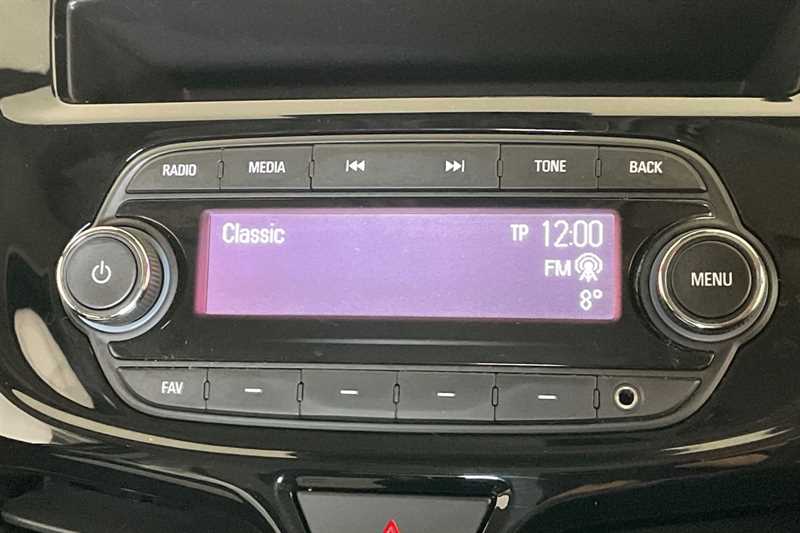 RADIO MEDIA TONE BACK
Classic TP 12:00
FM
8°
MENU
FAV